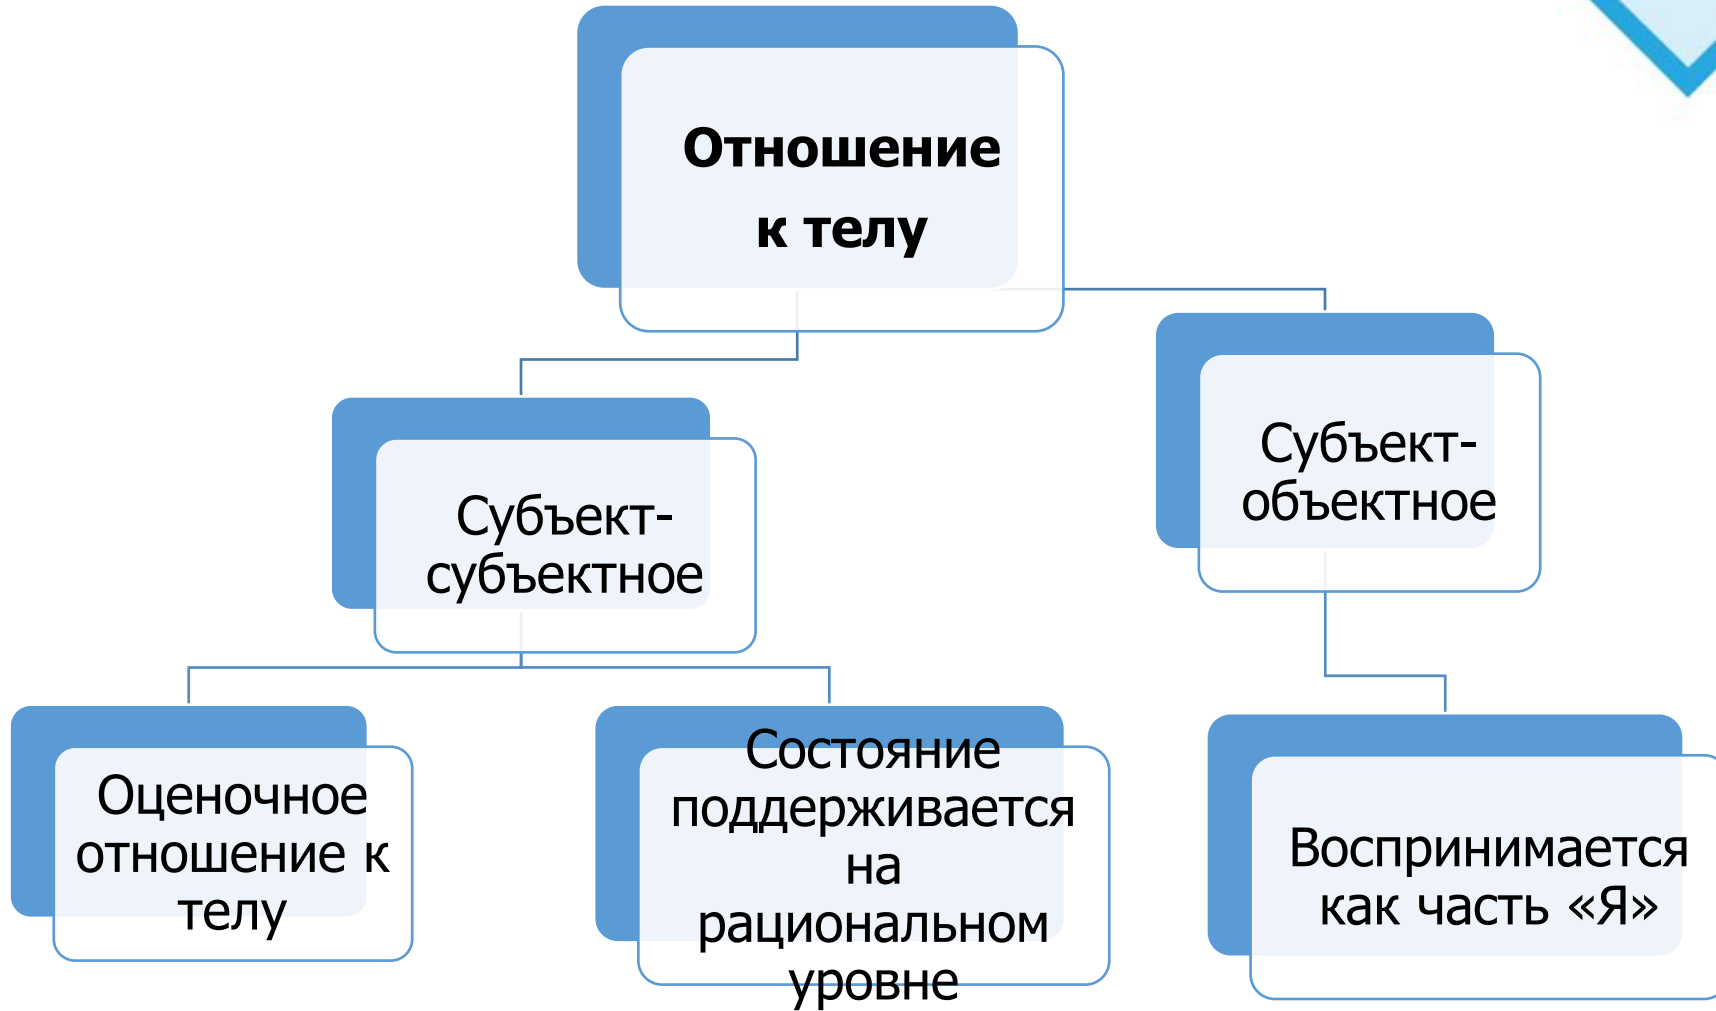 Отношение
к телу
Субъект-
субъектное
Субъект-
объектное
Оценочное
отношение к
телу
Состояние
поддерживается
на
рациональном
уровне
Воспринимается
как часть «Я»